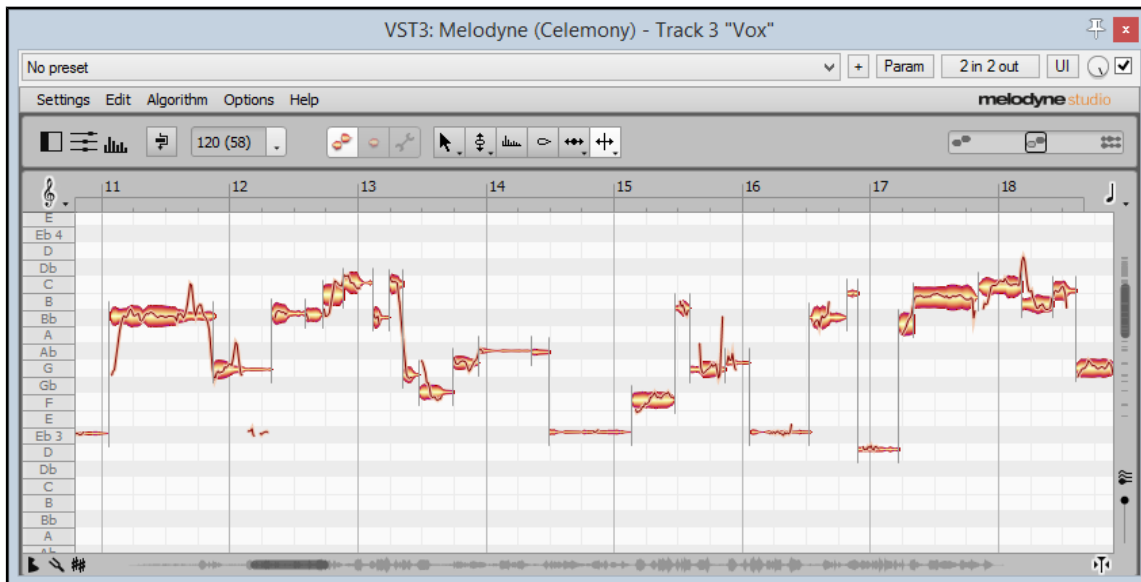 VST3: Melodyne (Celemony) - Track 3 "Vox"
No preset + Param 2 in 2 out UI
Settings Edit Algorithm Options Help melodyne studio
120 (58)
11 12 13 14 15 16 17 18
E
Eb 4
D
Db
C
B
Bb
A
Ab
G
Gb
F
E
Eb 3
D
Db
C
B
Bb
A
Ab